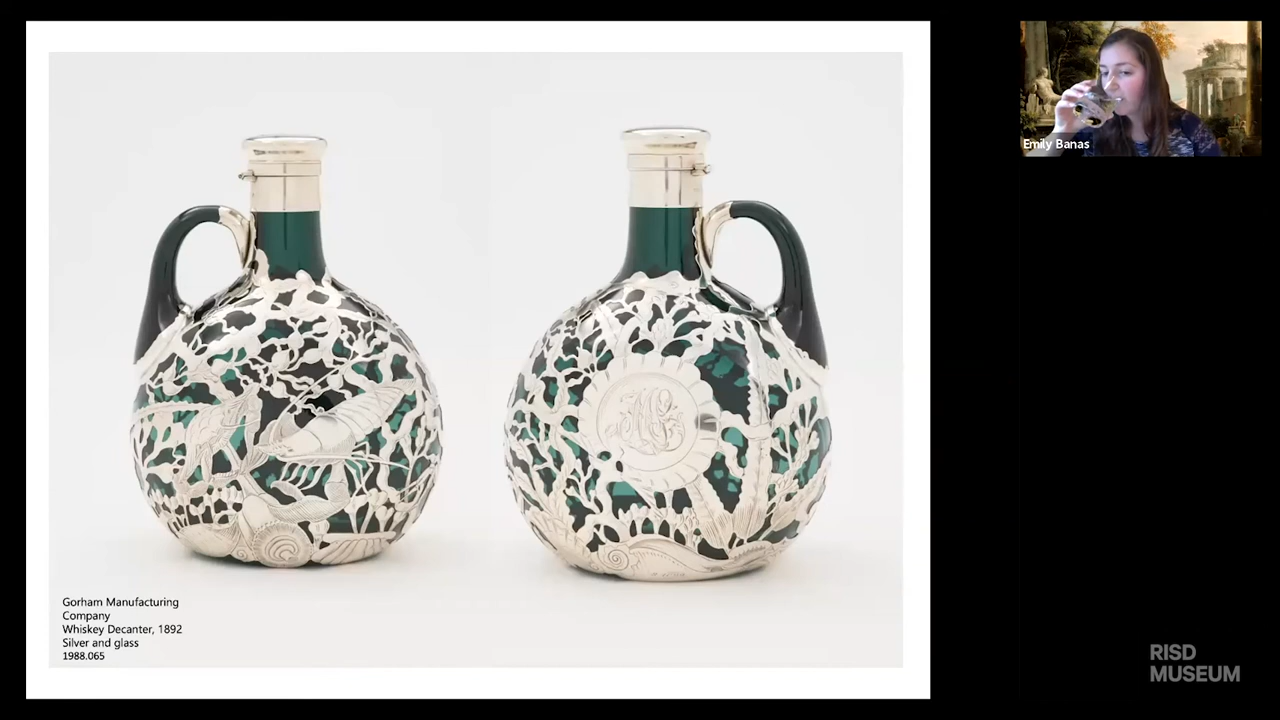 Gorham Manufacturing
Company
Whiskey Decanter, 1892
Silver and glass
1988.065
Emily Banas
RISD
MUSEUM